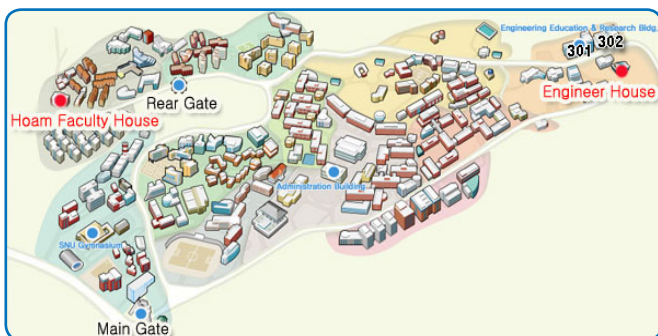 Engineering Education & Research Bldg.
301
302
Engineer House
Rear Gate
Hoam Faculty House
Administration Building
SNU Gymnasium
Main Gate